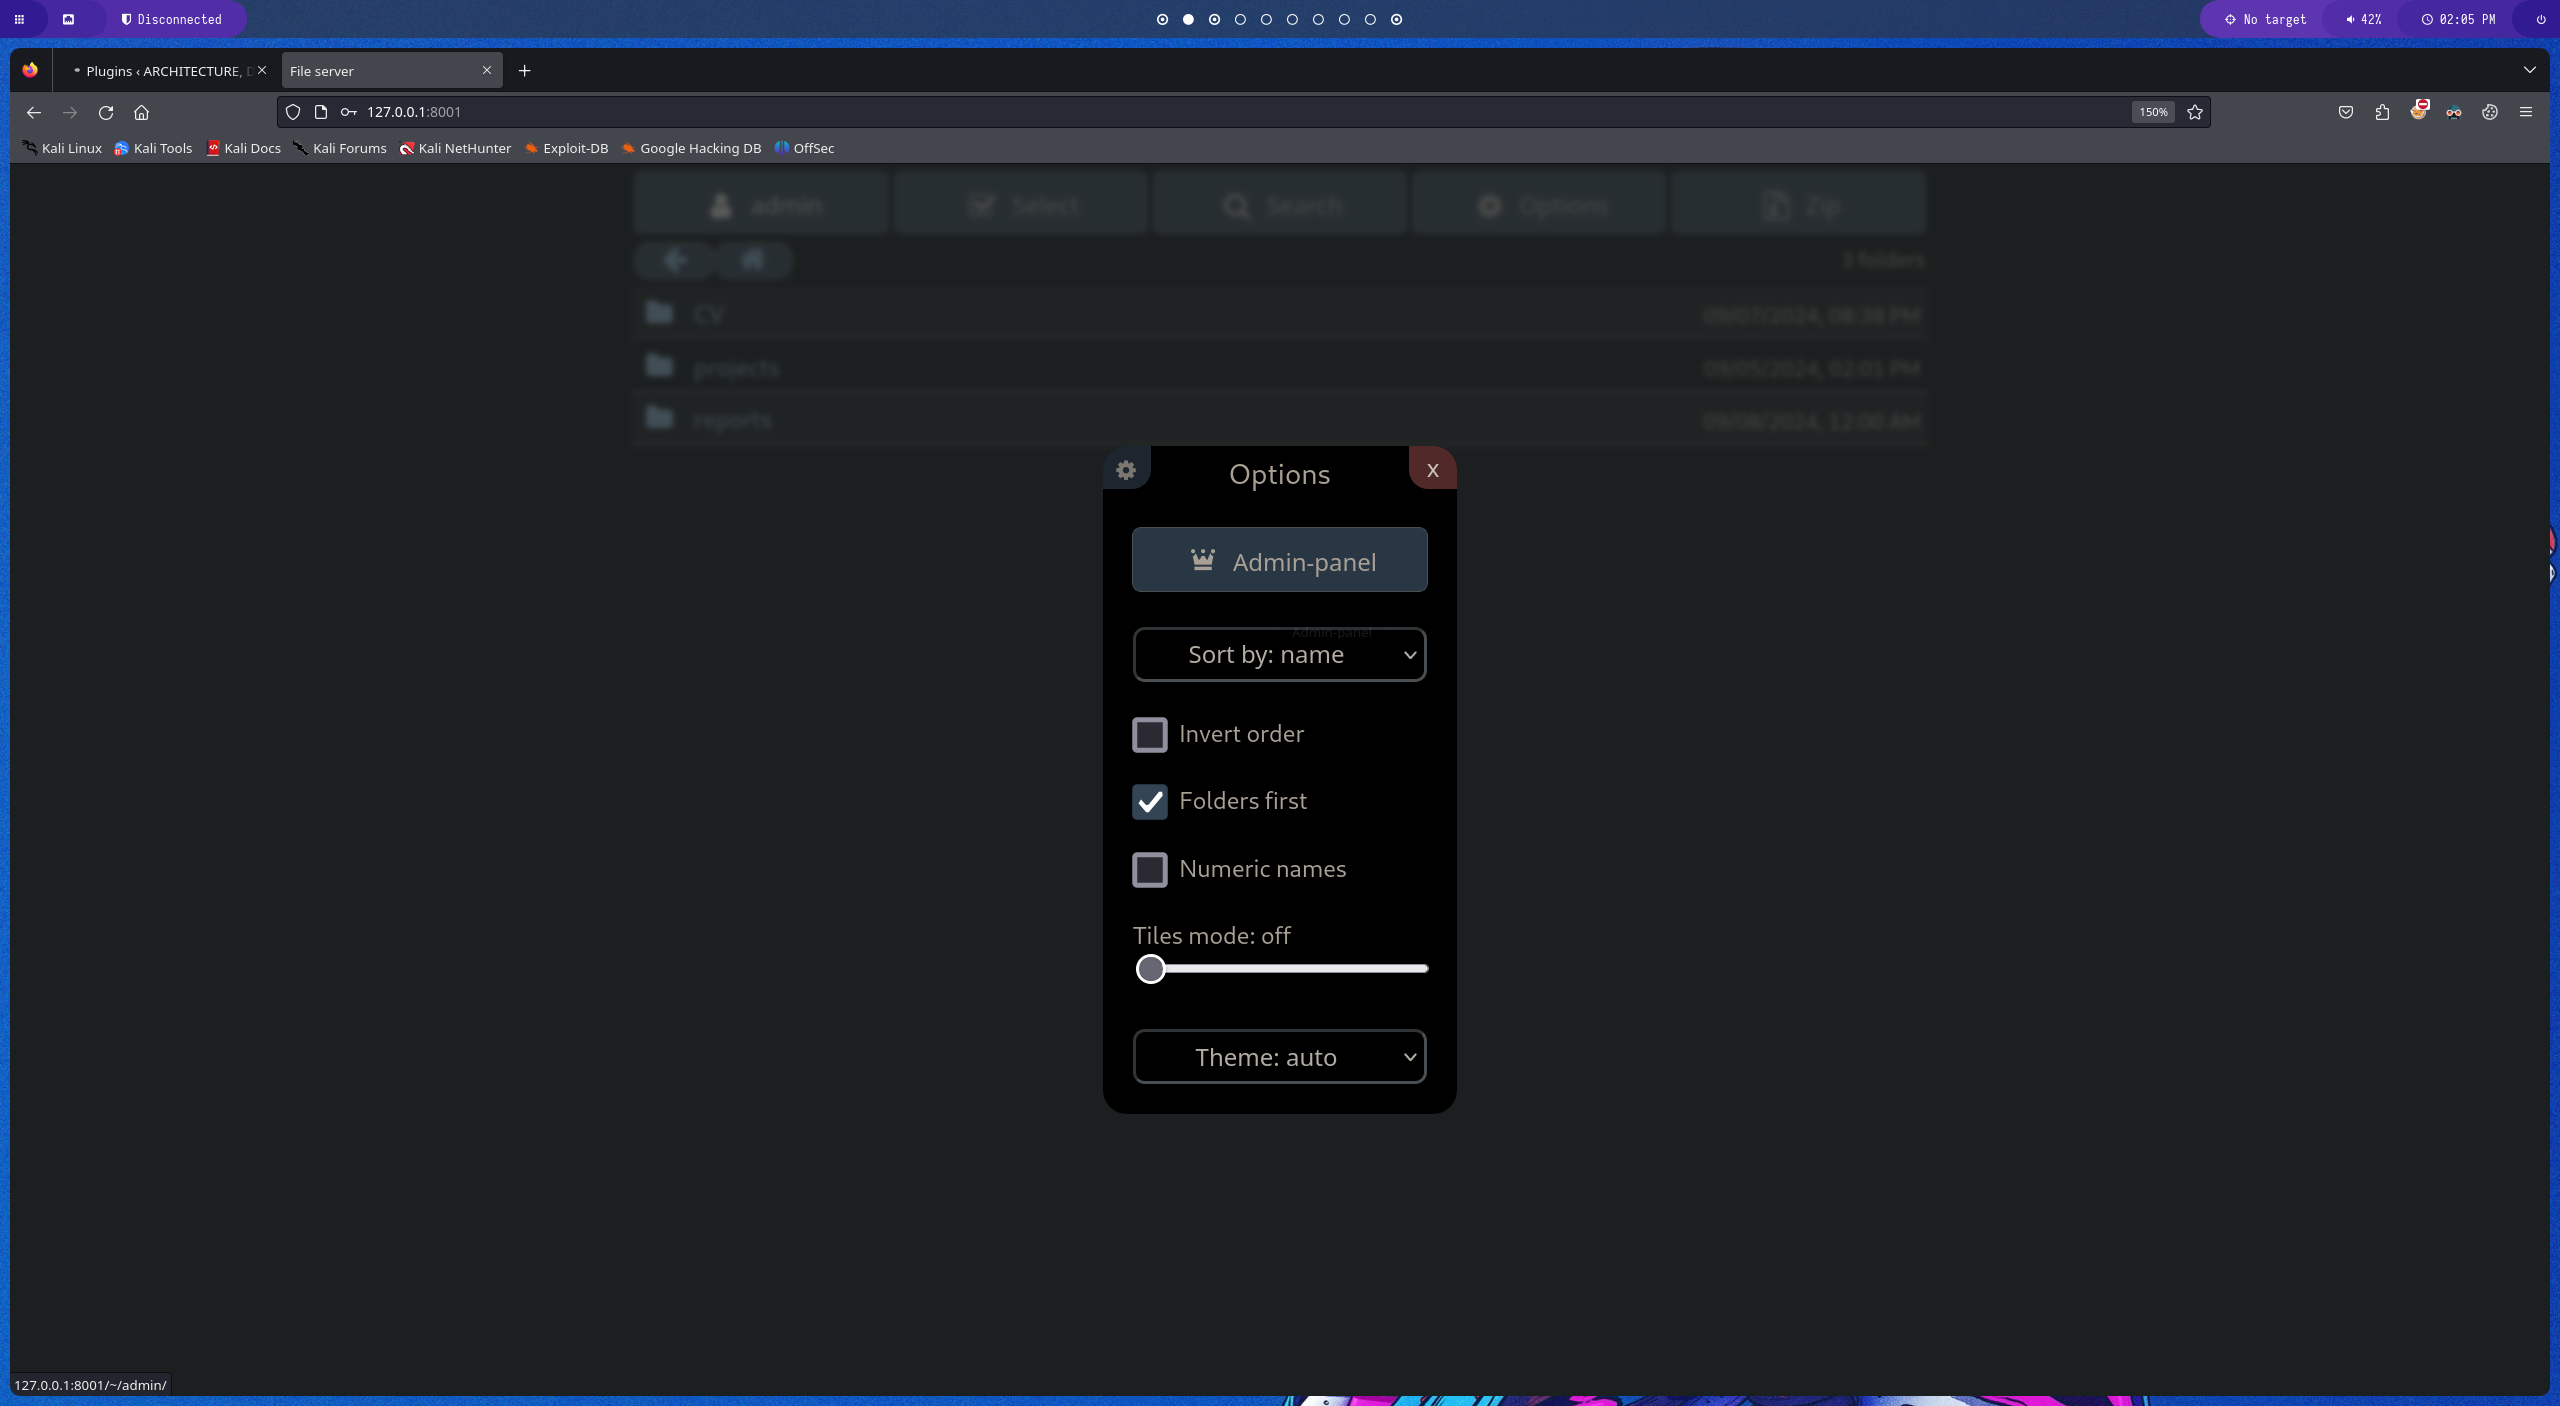 Disconnected
No target 42% 02:05 PM
Plugins ‹ ARCHITECTURE, D
File server
127.0.0.1:8001
150%
Kali Linux Kali Tools Kali Docs Kali Forums Kali NetHunter Exploit-DB Google Hacking DB OffSec
admin Select Search Options Zip
3 folders
CV 09/07/2024, 08:38 PM
projects 09/05/2024, 02:01 PM
reports 09/08/2024, 12:00 AM
Options
X
Admin-panel
Admin-panel
Sort by: name
Invert order
Folders first
Numeric names
Tiles mode: off
Theme: auto
127.0.0.1:8001/~/admin/